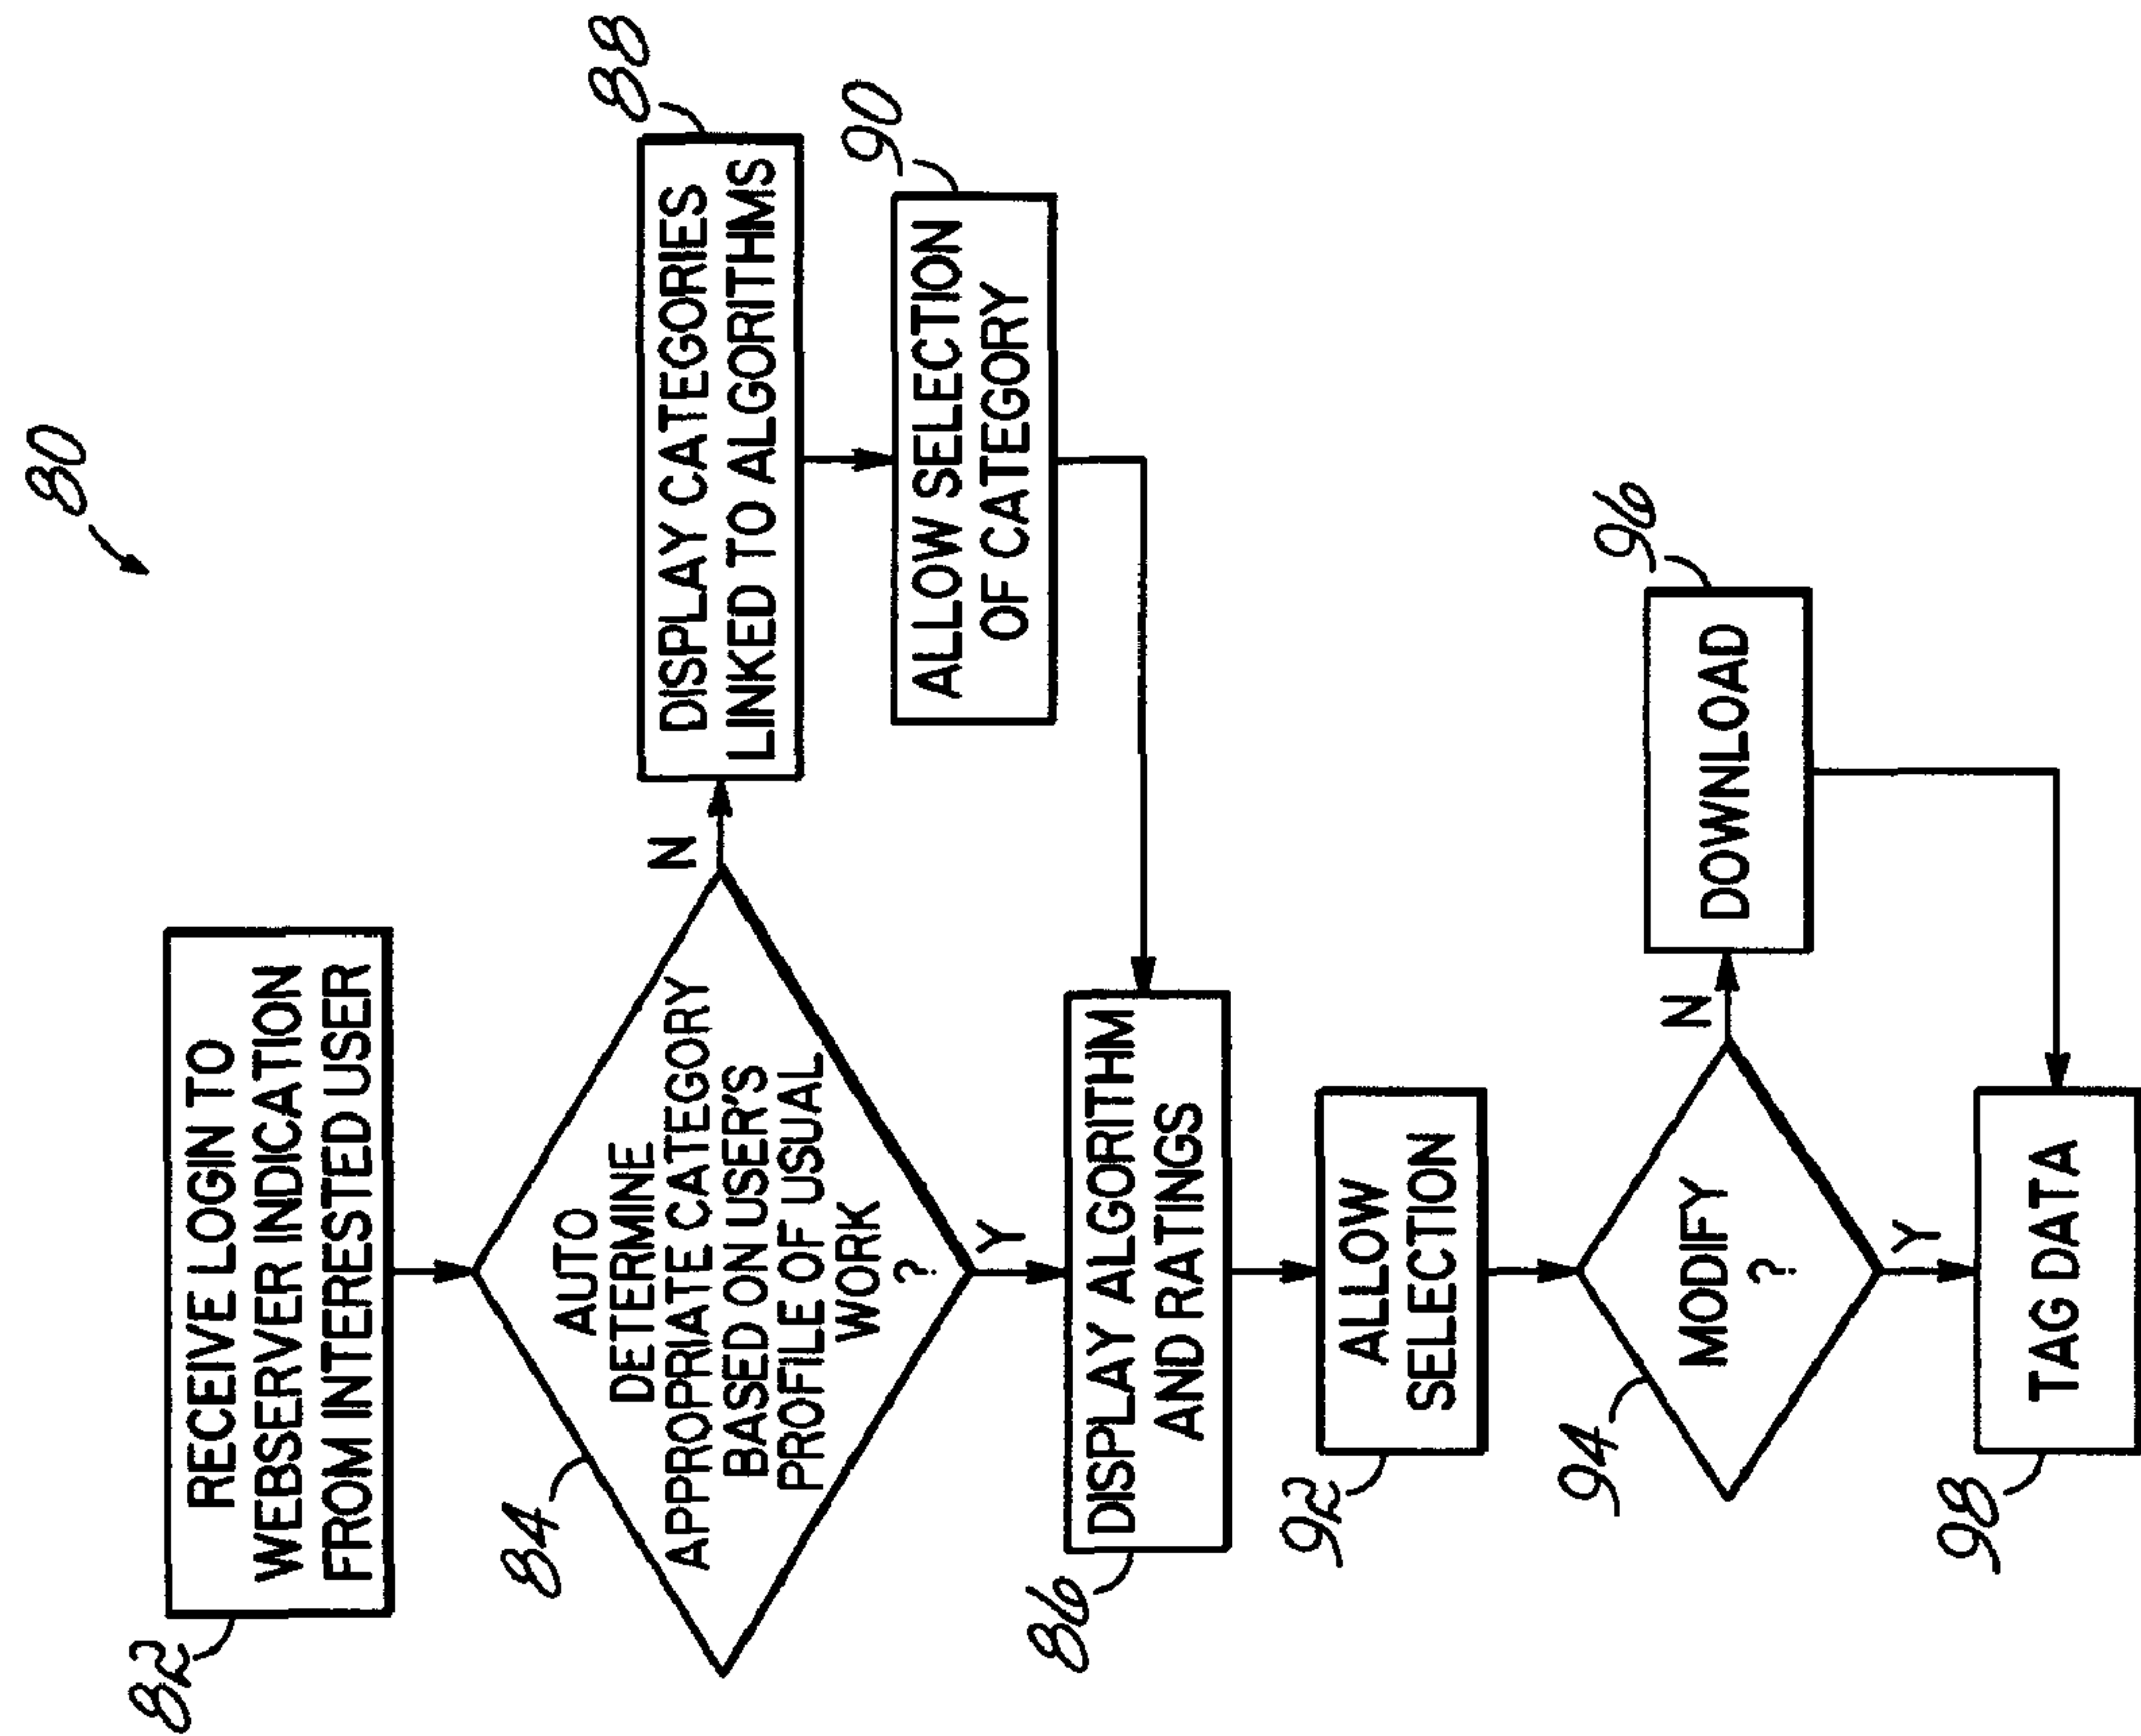 80
82
RECEIVE LOGIN TO
WEBSERVER INDICATION
FROM INTERESTED USER
84
AUTO
DETERMINE
APPROPRIATE CATEGORY
BASED ON USER'S
PROFILE OF USUAL
WORK
?
N
88
DISPLAY CATEGORIES
LINKED TO ALGORITHMS
90
ALLOW SELECTION
OF CATEGORY
Y
86
DISPLAY ALGORITHM
AND RATINGS
92
ALLOW
SELECTION
94
MODIFY
?
N
96
DOWNLOAD
Y
98
TAG DATA